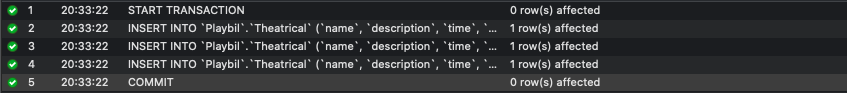 1 20:33:22 START TRANSACTION 0 row(s) affected
2 20:33:22 INSERT INTO `Playbil`.`Theatrical` (`name`, `description`, `time`, `... 1 row(s) affected
3 20:33:22 INSERT INTO `Playbil`.`Theatrical` (`name`, `description`, `time`, `... 1 row(s) affected
4 20:33:22 INSERT INTO `Playbil`.`Theatrical` (`name`, `description`, `time`, `... 1 row(s) affected
5 20:33:22 COMMIT 0 row(s) affected